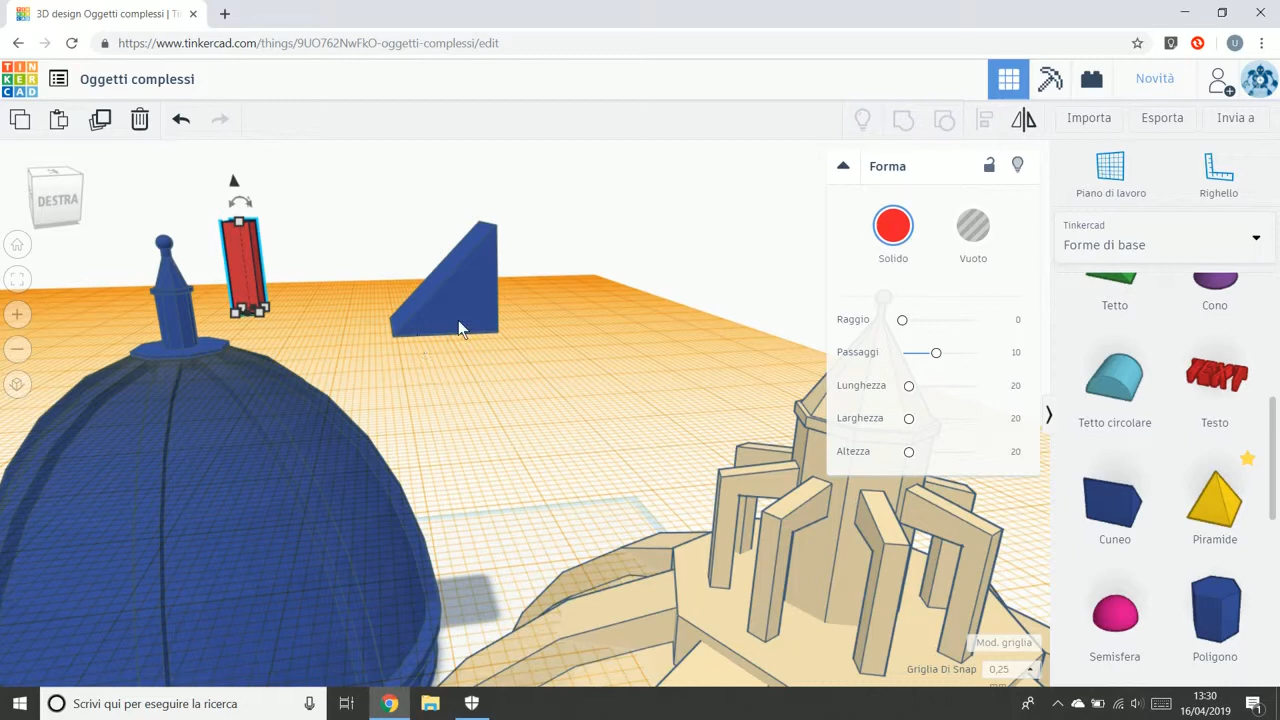 3D design Oggetti complessi | Ti
https://www.tinkercad.com/things/9UO762NwFkO-oggetti-complessi/edit
TIN
KER
CAD
Oggetti complessi
Novità
Importa
Esporta
Invia a
DESTRA
Forma
Solido
Vuoto
Raggio 0
Passaggi 10
Lunghezza 20
Larghezza 20
Altezza 20
Piano di lavoro
Righello
Tinkercad
Forme di base
Tetto
Cono
Tetto circolare
TEXT
Testo
Cuneo
Piramide
Semisfera
Poligono
Mod. griglia
Griglia Di Snap 0,25
mm
Scrivi qui per eseguire la ricerca
13:30
16/04/2019
U
1